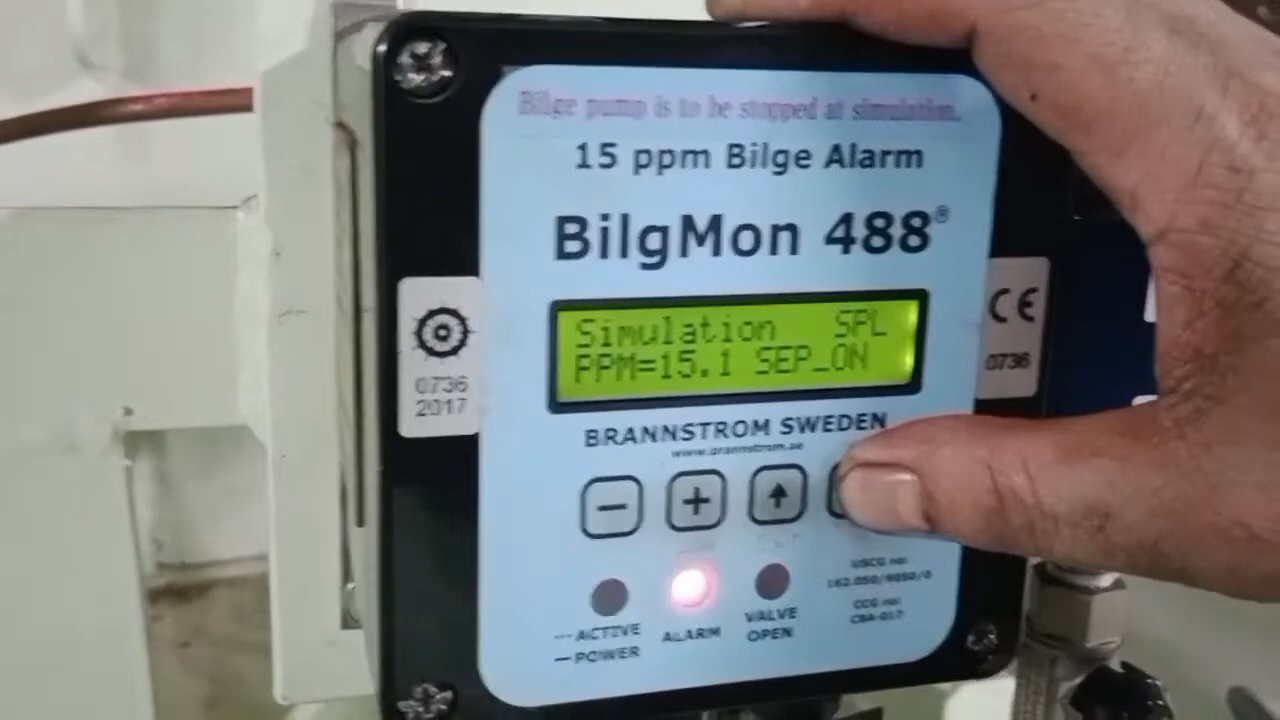 Bilge pump is to be stopped at simulation.
15 ppm Bilge Alarm
BilgMon 488®
Simulation SPL
PPM=15.1 SEP_ON
0736
2017
CE
0736
BRANNSTROM SWEDEN
www.brannstrom.se
- + ↑
--- ACTIVE
— POWER
ALARM
VALVE
OPEN
USCG no:
162.050/9050/0
CCG no:
CBA-017